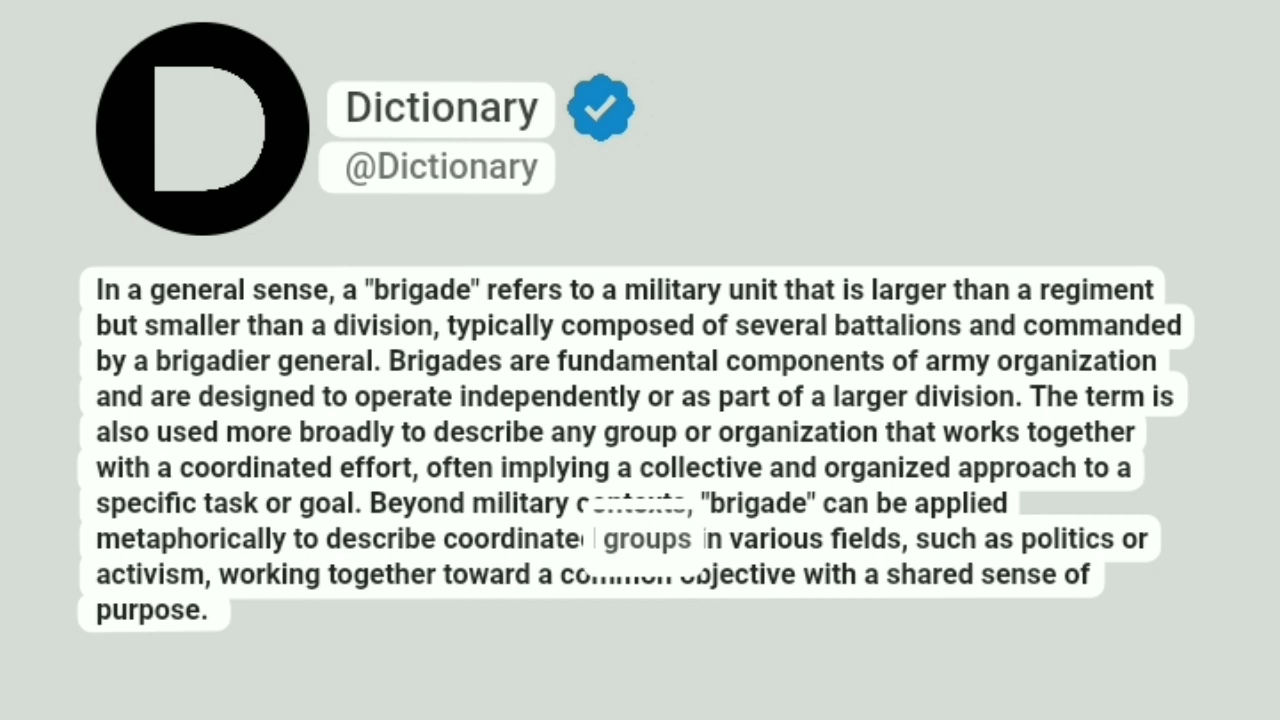 D
Dictionary
@Dictionary
In a general sense, a "brigade" refers to a military unit that is larger than a regiment
but smaller than a division, typically composed of several battalions and commanded
by a brigadier general. Brigades are fundamental components of army organization
and are designed to operate independently or as part of a larger division. The term is
also used more broadly to describe any group or organization that works together
with a coordinated effort, often implying a collective and organized approach to a
specific task or goal. Beyond military contexts, "brigade" can be applied
metaphorically to describe coordinated groups in various fields, such as politics or
activism, working together toward a common objective with a shared sense of
purpose.